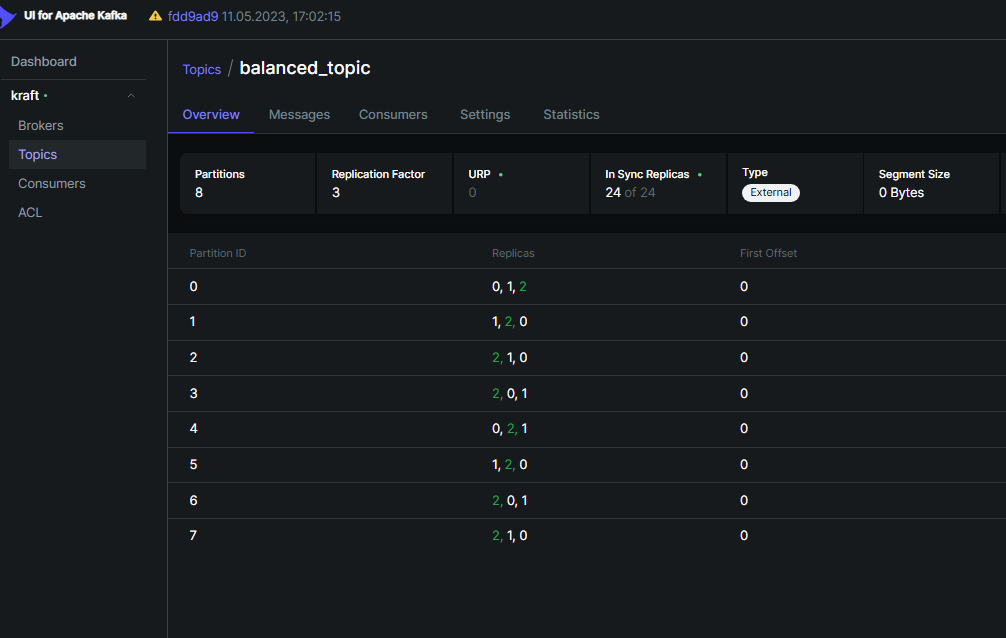 UI for Apache Kafka fdd9ad9 11.05.2023, 17:02:15
Dashboard
kraft
Brokers
Topics
Consumers
ACL
Topics / balanced_topic
Overview Messages Consumers Settings Statistics
Partitions Replication Factor URP In Sync Replicas Type Segment Size
8 3 0 24 of 24 External 0 Bytes
Partition ID Replicas First Offset
0 0, 1, 2 0
1 1, 2, 0 0
2 2, 1, 0 0
3 2, 0, 1 0
4 0, 2, 1 0
5 1, 2, 0 0
6 2, 0, 1 0
7 2, 1, 0 0